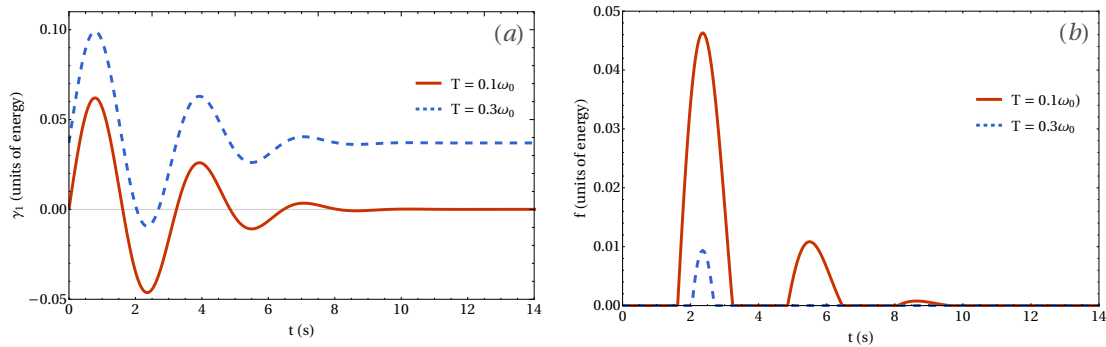 (a)
γ₁ (units of energy)
0.10
0.05
0.00
−0.05
T = 0.1ω₀
T = 0.3ω₀
0 2 4 6 8 10 12 14
t (s)
(b)
f (units of energy)
0.05
0.04
0.03
0.02
0.01
0.00
T = 0.1ω₀)
T = 0.3ω₀
0 2 4 6 8 10 12 14
t (s)